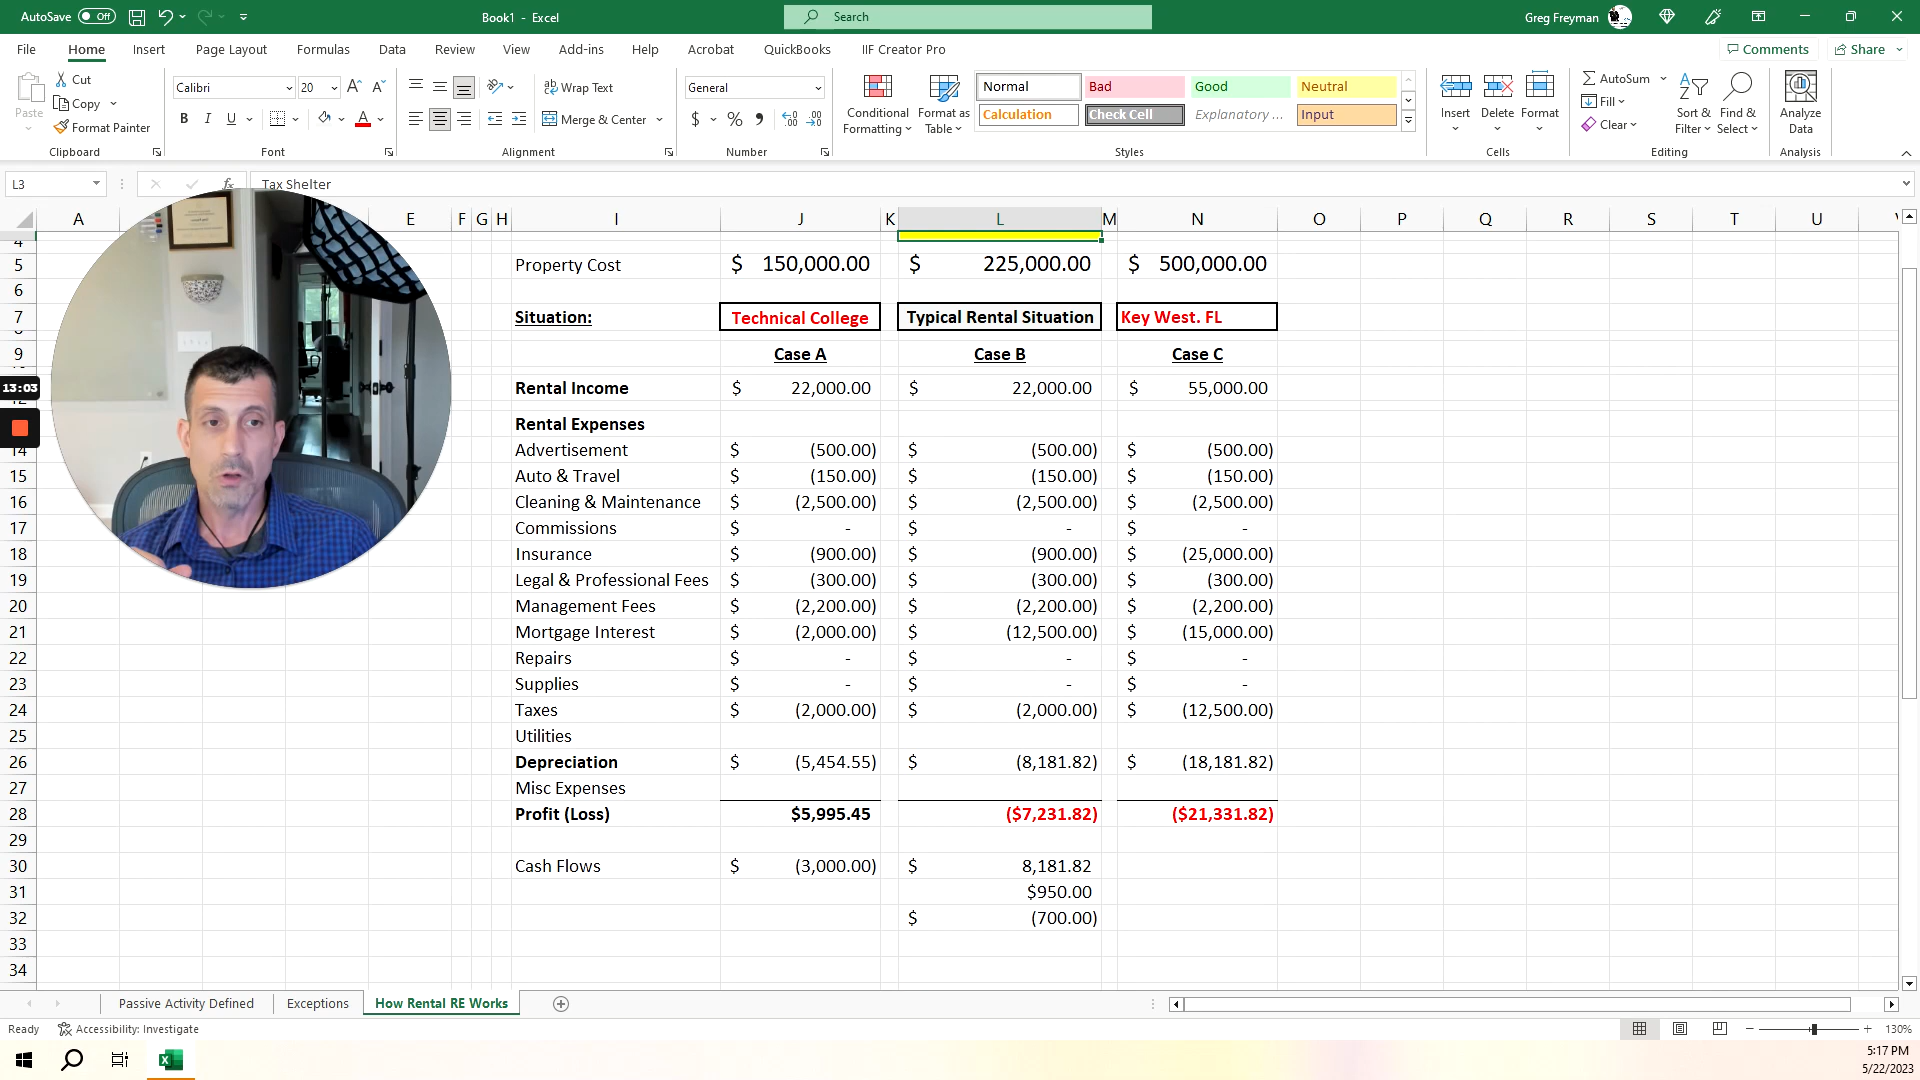 AutoSave Off Book1 - Excel Search Greg Freyman
File Home Insert Page Layout Formulas Data Review View Add-ins Help Acrobat QuickBooks IIF Creator Pro Comments Share
Paste Cut Copy Format Painter Clipboard
Calibri 20 A A B I U A Font
Wrap Text Merge & Center Alignment
General $ % Number
Conditional Formatting Format as Table
Normal Bad Good Neutral
Calculation Check Cell Explanatory ... Input
Styles
Insert Delete Format Cells
AutoSum Fill Clear Sort & Filter Find & Select Editing
Analyze Data Analysis
L3 fx Tax Shelter
A E F G H I J K L M N O P Q R S T U
4
5 Property Cost $ 150,000.00 $ 225,000.00 $ 500,000.00
6
7 Situation: Technical College Typical Rental Situation Key West. FL
9 Case A Case B Case C
13:03
Rental Income $ 22,000.00 $ 22,000.00 $ 55,000.00
12
Rental Expenses
14 Advertisement $ (500.00) $ (500.00) $ (500.00)
15 Auto & Travel $ (150.00) $ (150.00) $ (150.00)
16 Cleaning & Maintenance $ (2,500.00) $ (2,500.00) $ (2,500.00)
17 Commissions $ - $ - $ -
18 Insurance $ (900.00) $ (900.00) $ (25,000.00)
19 Legal & Professional Fees $ (300.00) $ (300.00) $ (300.00)
20 Management Fees $ (2,200.00) $ (2,200.00) $ (2,200.00)
21 Mortgage Interest $ (2,000.00) $ (12,500.00) $ (15,000.00)
22 Repairs $ - $ - $ -
23 Supplies $ - $ - $ -
24 Taxes $ (2,000.00) $ (2,000.00) $ (12,500.00)
25 Utilities
26 Depreciation $ (5,454.55) $ (8,181.82) $ (18,181.82)
27 Misc Expenses
28 Profit (Loss) $5,995.45 ($7,231.82) ($21,331.82)
29
30 Cash Flows $ (3,000.00) $ 8,181.82
31 $950.00
32 $ (700.00)
33
34
Passive Activity Defined Exceptions How Rental RE Works
Ready Accessibility: Investigate 130%
5:17 PM
5/22/2023